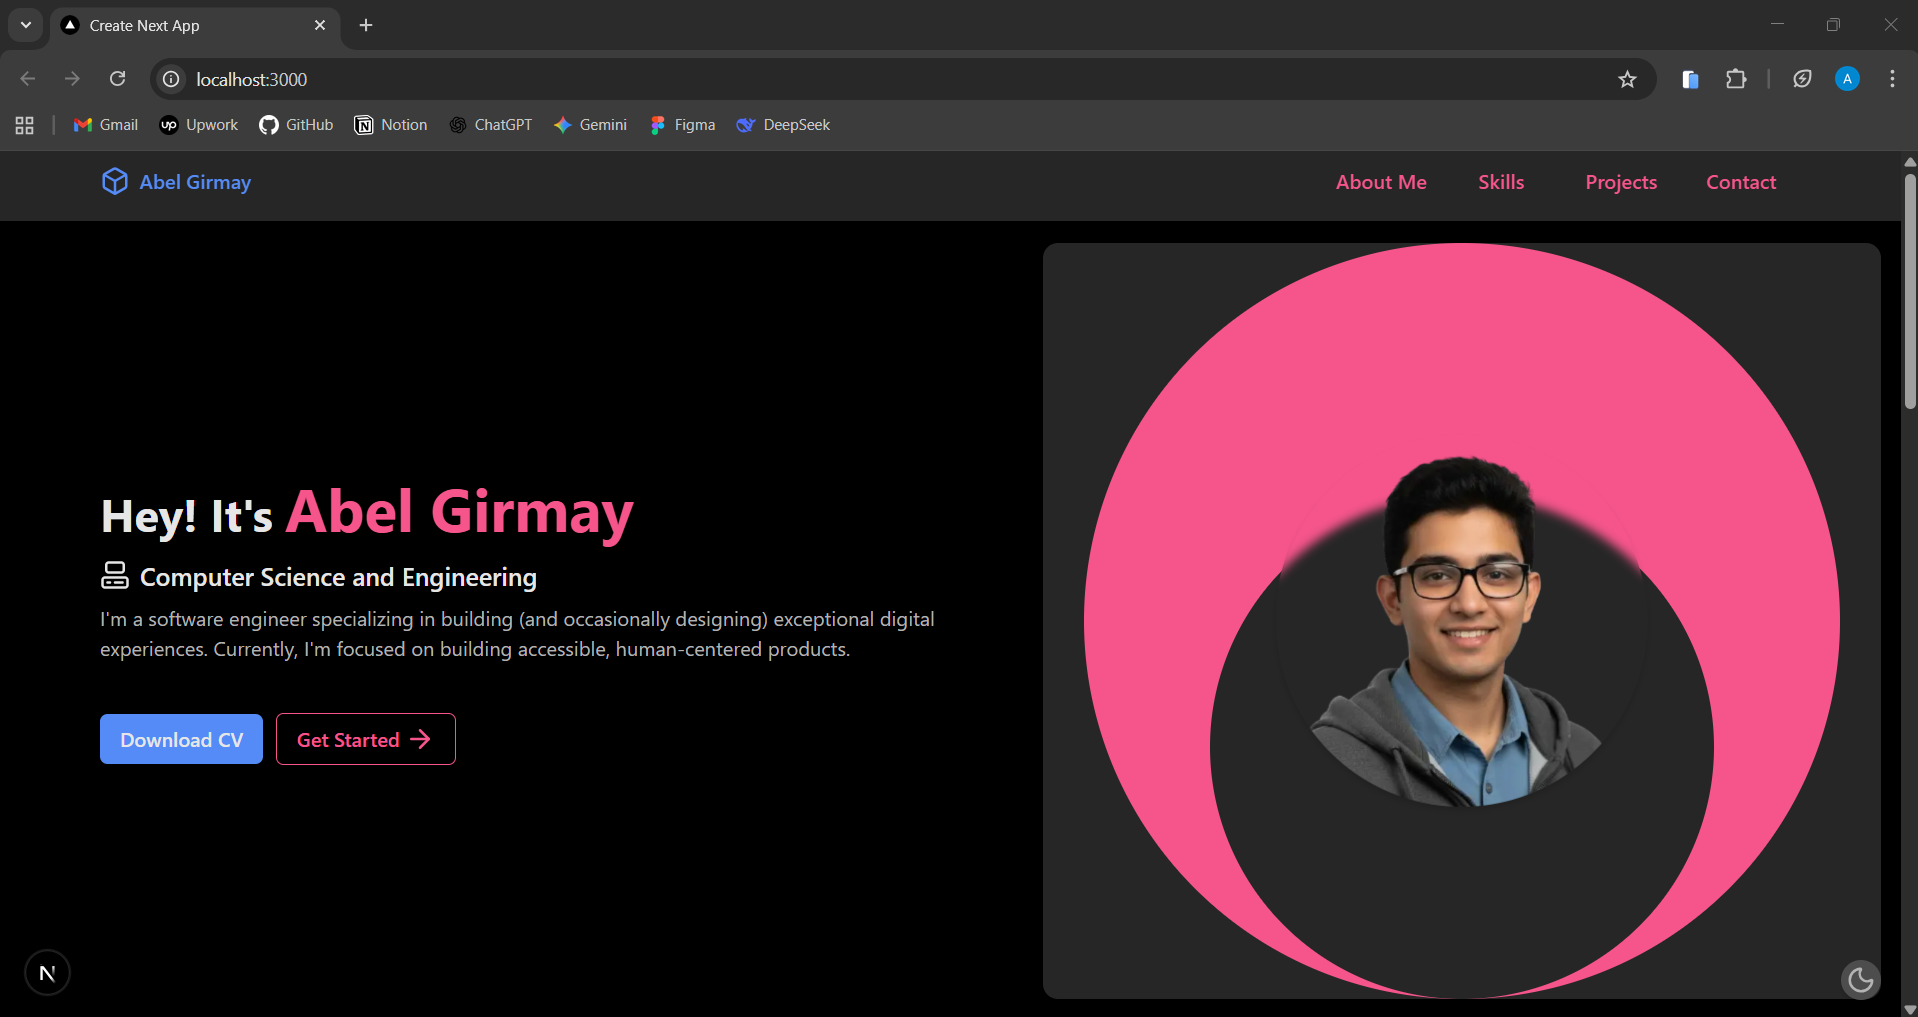 Create Next App
localhost:3000
A
Gmail
Upwork
GitHub
Notion
ChatGPT
Gemini
Figma
DeepSeek
Abel Girmay
About Me
Skills
Projects
Contact
Hey! It's Abel Girmay
Computer Science and Engineering
I'm a software engineer specializing in building (and occasionally designing) exceptional digital
experiences. Currently, I'm focused on building accessible, human-centered products.
Download CV
Get Started
N